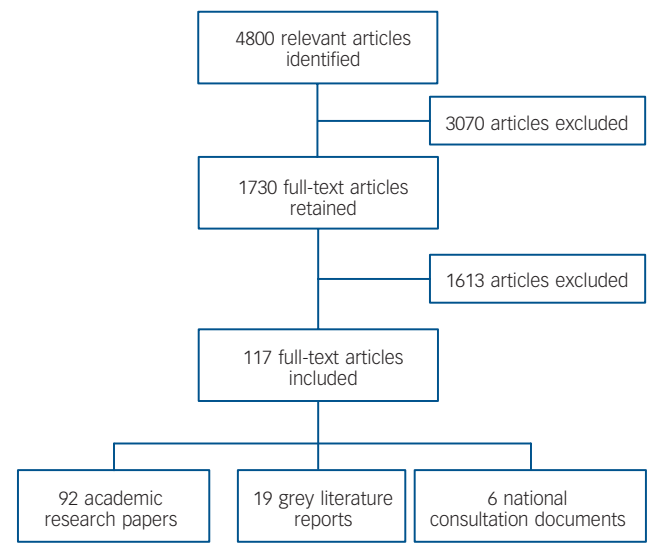 4800 relevant articles
identified
3070 articles excluded
1730 full-text articles
retained
1613 articles excluded
117 full-text articles
included
92 academic
research papers
19 grey literature
reports
6 national
consultation documents